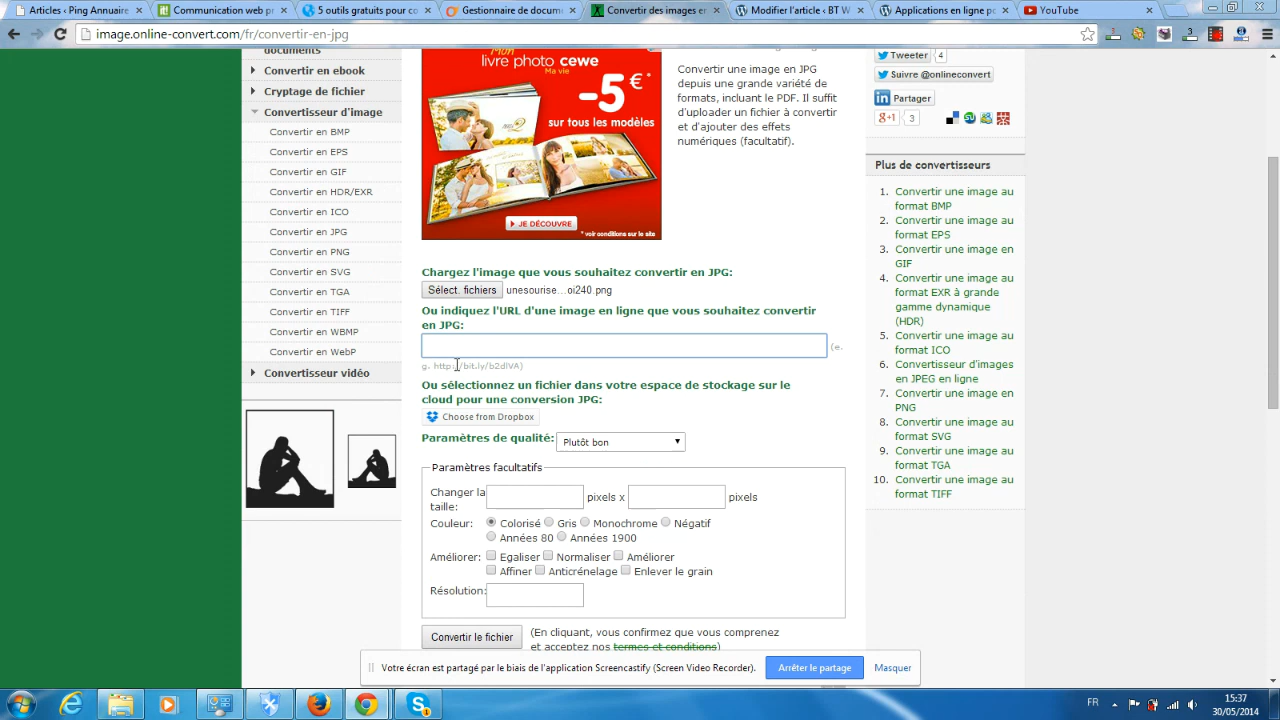 Articles ‹ Ping Annuaire
Communication web pr
5 outils gratuits pour co
Gestionnaire de docume
Convertir des images en
Modifier l'article ‹ BT W
Applications en ligne po
YouTube
image.online-convert.com/fr/convertir-en-jpg
documents
Convertir en ebook
Cryptage de fichier
Convertisseur d'image
Convertir en BMP
Convertir en EPS
Convertir en GIF
Convertir en HDR/EXR
Convertir en ICO
Convertir en JPG
Convertir en PNG
Convertir en SVG
Convertir en TGA
Convertir en TIFF
Convertir en WBMP
Convertir en WebP
Convertisseur vidéo
Mon
livre photo cewe
Ma vie
-5€*
sur tous les modèles
JE DÉCOUVRE
* voir conditions sur le site
Convertir une image en JPG
depuis une grande variété de
formats, incluant le PDF. Il suffit
d'uploader un fichier à convertir
et d'ajouter des effets
numériques (facultatif).
Chargez l'image que vous souhaitez convertir en JPG:
Sélect. fichiers unesourise...oi240.png
Ou indiquez l'URL d'une image en ligne que vous souhaitez convertir
en JPG:
(e.
g. http://bit.ly/b2dlVA)
Ou sélectionnez un fichier dans votre espace de stockage sur le
cloud pour une conversion JPG:
Choose from Dropbox
Paramètres de qualité: Plutôt bon
Paramètres facultatifs
Changer la
taille:
pixels x pixels
Couleur: Colorisé Gris Monochrome Négatif
Années 80 Années 1900
Améliorer: Egaliser Normaliser Améliorer
Affiner Anticrénelage Enlever le grain
Résolution:
Convertir le fichier (En cliquant, vous confirmez que vous comprenez
et acceptez nos termes et conditions)
Tweeter 4
Suivre @onlineconvert
Partager
g+1 3
Plus de convertisseurs
1. Convertir une image au
format BMP
2. Convertir une image au
format EPS
3. Convertir une image en
GIF
4. Convertir une image au
format EXR à grande
gamme dynamique
(HDR)
5. Convertir une image au
format ICO
6. Convertisseur d'images
en JPEG en ligne
7. Convertir une image en
PNG
8. Convertir une image au
format SVG
9. Convertir une image au
format TGA
10. Convertir une image au
format TIFF
Votre écran est partagé par le biais de l'application Screencastify (Screen Video Recorder).
Arrêter le partage
Masquer
FR
15:37
30/05/2014